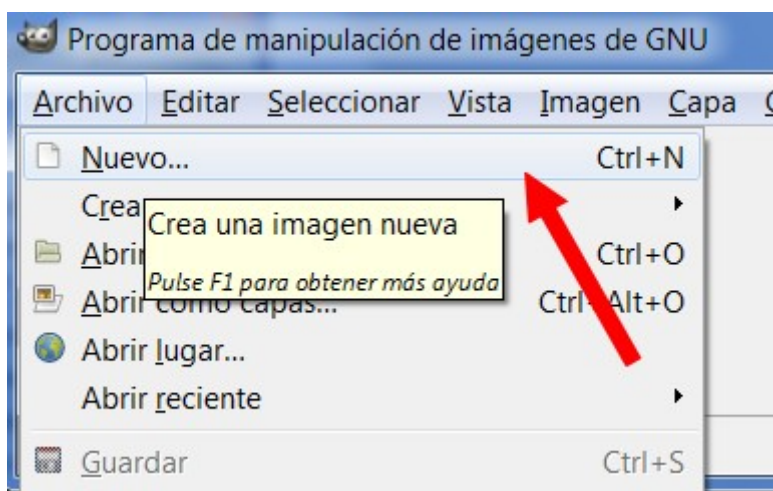 Programa de manipulación de imágenes de GNU
Archivo Editar Seleccionar Vista Imagen Capa
Nuevo... Ctrl+N
Crea
Crea una imagen nueva
Abrir Ctrl+O
Pulse F1 para obtener más ayuda
Abrir como capas... Ctrl+Alt+O
Abrir lugar...
Abrir reciente
Guardar Ctrl+S